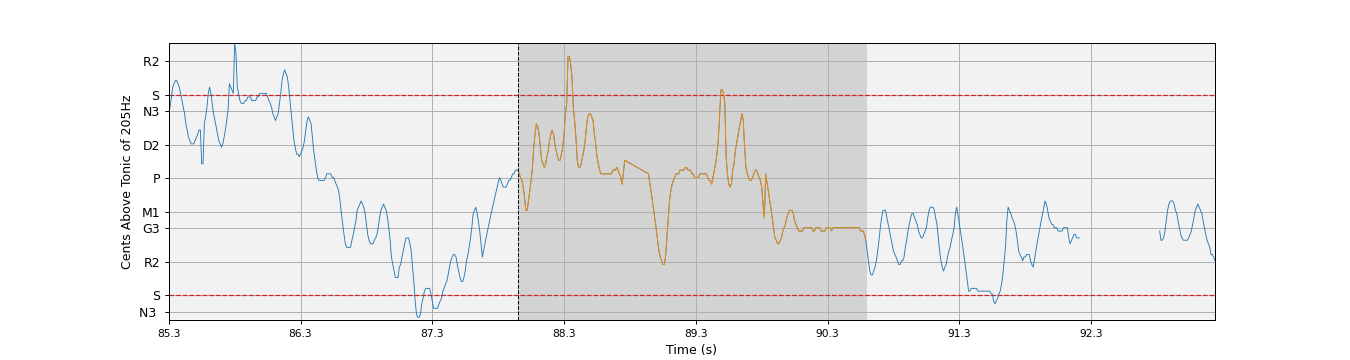 Cents Above Tonic of 205Hz
R2
S
N3
D2
P
M1
G3
R2
S
N3
85.3 86.3 87.3 88.3 89.3 90.3 91.3 92.3
Time (s)